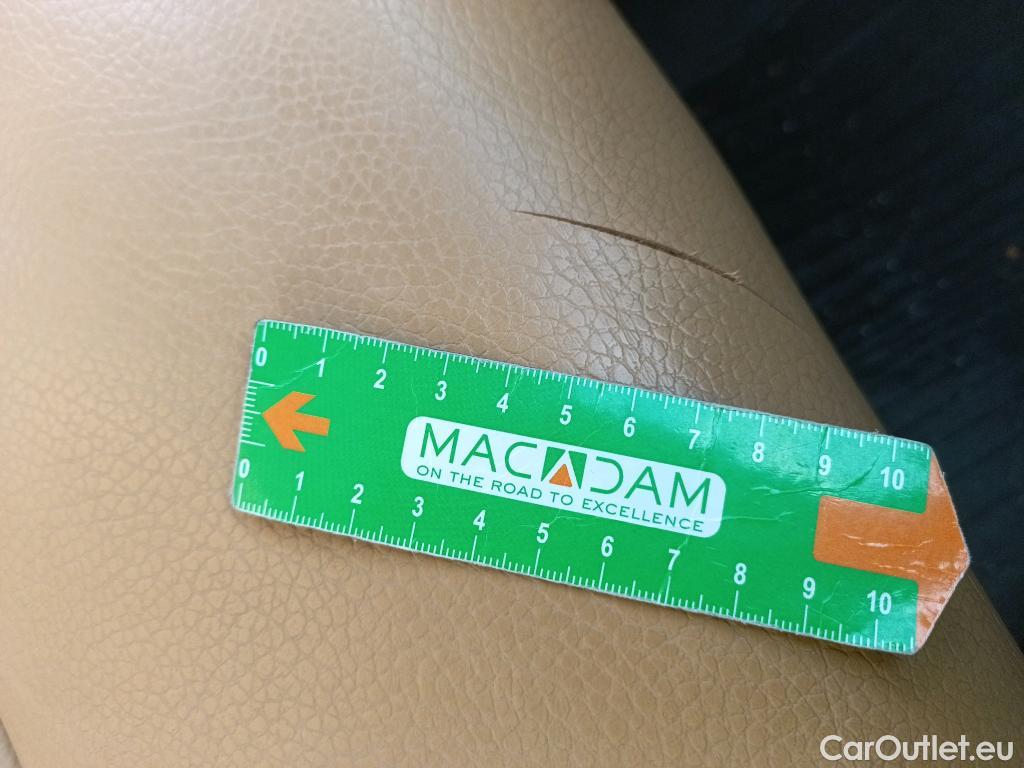 0 1 2 3 4 5 6 7 8 9 10
MACADAM
ON THE ROAD TO EXCELLENCE
0 1 2 3 4 5 6 7 8 9 10
CarOutlet.eu